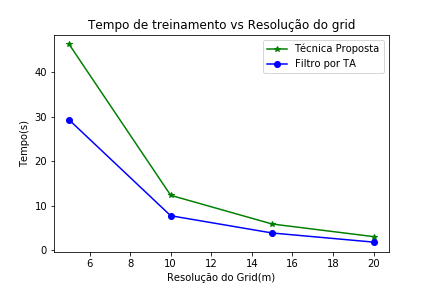 Tempo de treinamento vs Resolução do grid
Técnica Proposta
Filtro por TA
Tempo(s)
40
30
20
10
0
6 8 10 12 14 16 18 20
Resolução do Grid(m)